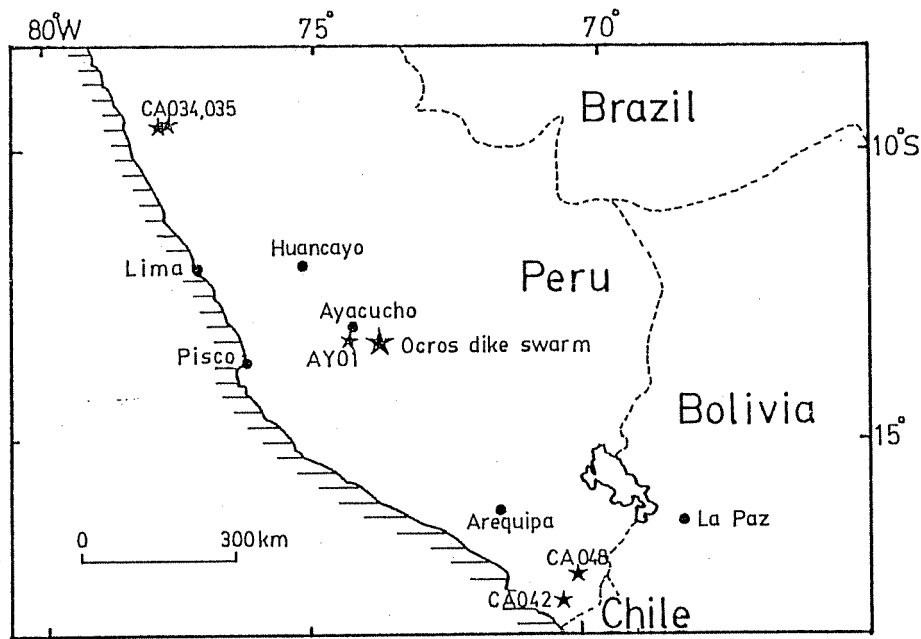 80°W 75° 70°
CA034,035
Brazil
10°S
Huancayo
Lima
Peru
Ayacucho
AY01 Ocros dike swarm
Pisco
Bolivia
15°
Arequipa
La Paz
0 300km
CA048
CA042
Chile